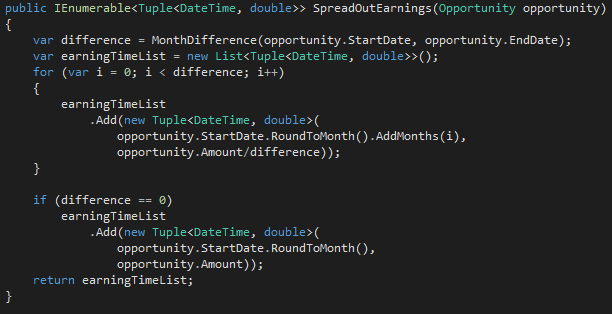 public IEnumerable<Tuple<DateTime, double>> SpreadOutEarnings(Opportunity opportunity)
{
    var difference = MonthDifference(opportunity.StartDate, opportunity.EndDate);
    var earningTimeList = new List<Tuple<DateTime, double>>();
    for (var i = 0; i < difference; i++)
    {
        earningTimeList
            .Add(new Tuple<DateTime, double>(
                opportunity.StartDate.RoundToMonth().AddMonths(i),
                opportunity.Amount/difference));
    }

    if (difference == 0)
        earningTimeList
            .Add(new Tuple<DateTime, double>(
                opportunity.StartDate.RoundToMonth(),
                opportunity.Amount));
    return earningTimeList;
}